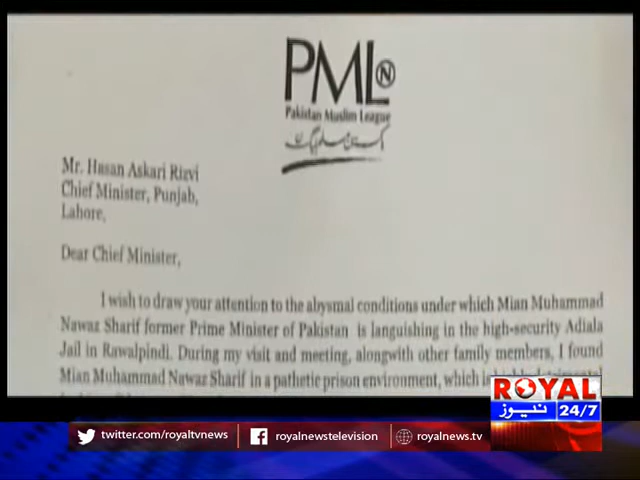 PML
N
Pakistan Muslim League
پاکستان مسلم لیگ
Mr. Hasan Askari Rizvi
Chief Minister, Punjab,
Lahore,
Dear Chief Minister,
I wish to draw your attention to the abysmal conditions under which Mian Muhammad
Nawaz Sharif former Prime Minister of Pakistan is languishing in the high-security Adiala
Jail in Rawalpindi. During my visit and meeting, alongwith other family members, I found
Mian Muhammad Nawaz Sharif in a pathetic prison environment, which is
ROYAL
نیوز 24/7
twitter.com/royaltvnews
royalnewstelevision
royalnews.tv